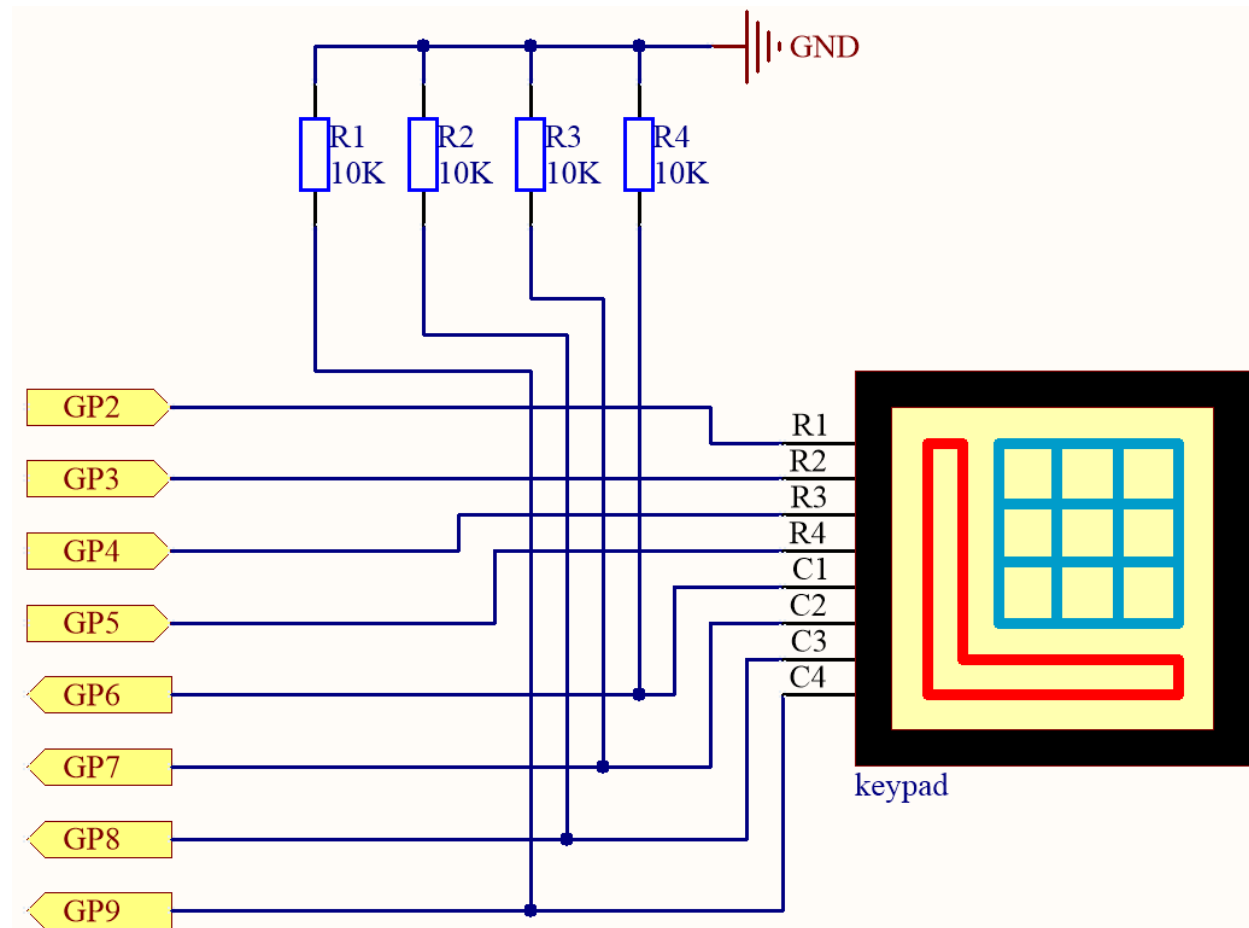 GND
R1
10K
R2
10K
R3
10K
R4
10K
GP2
GP3
GP4
GP5
GP6
GP7
GP8
GP9
R1
R2
R3
R4
C1
C2
C3
C4
keypad